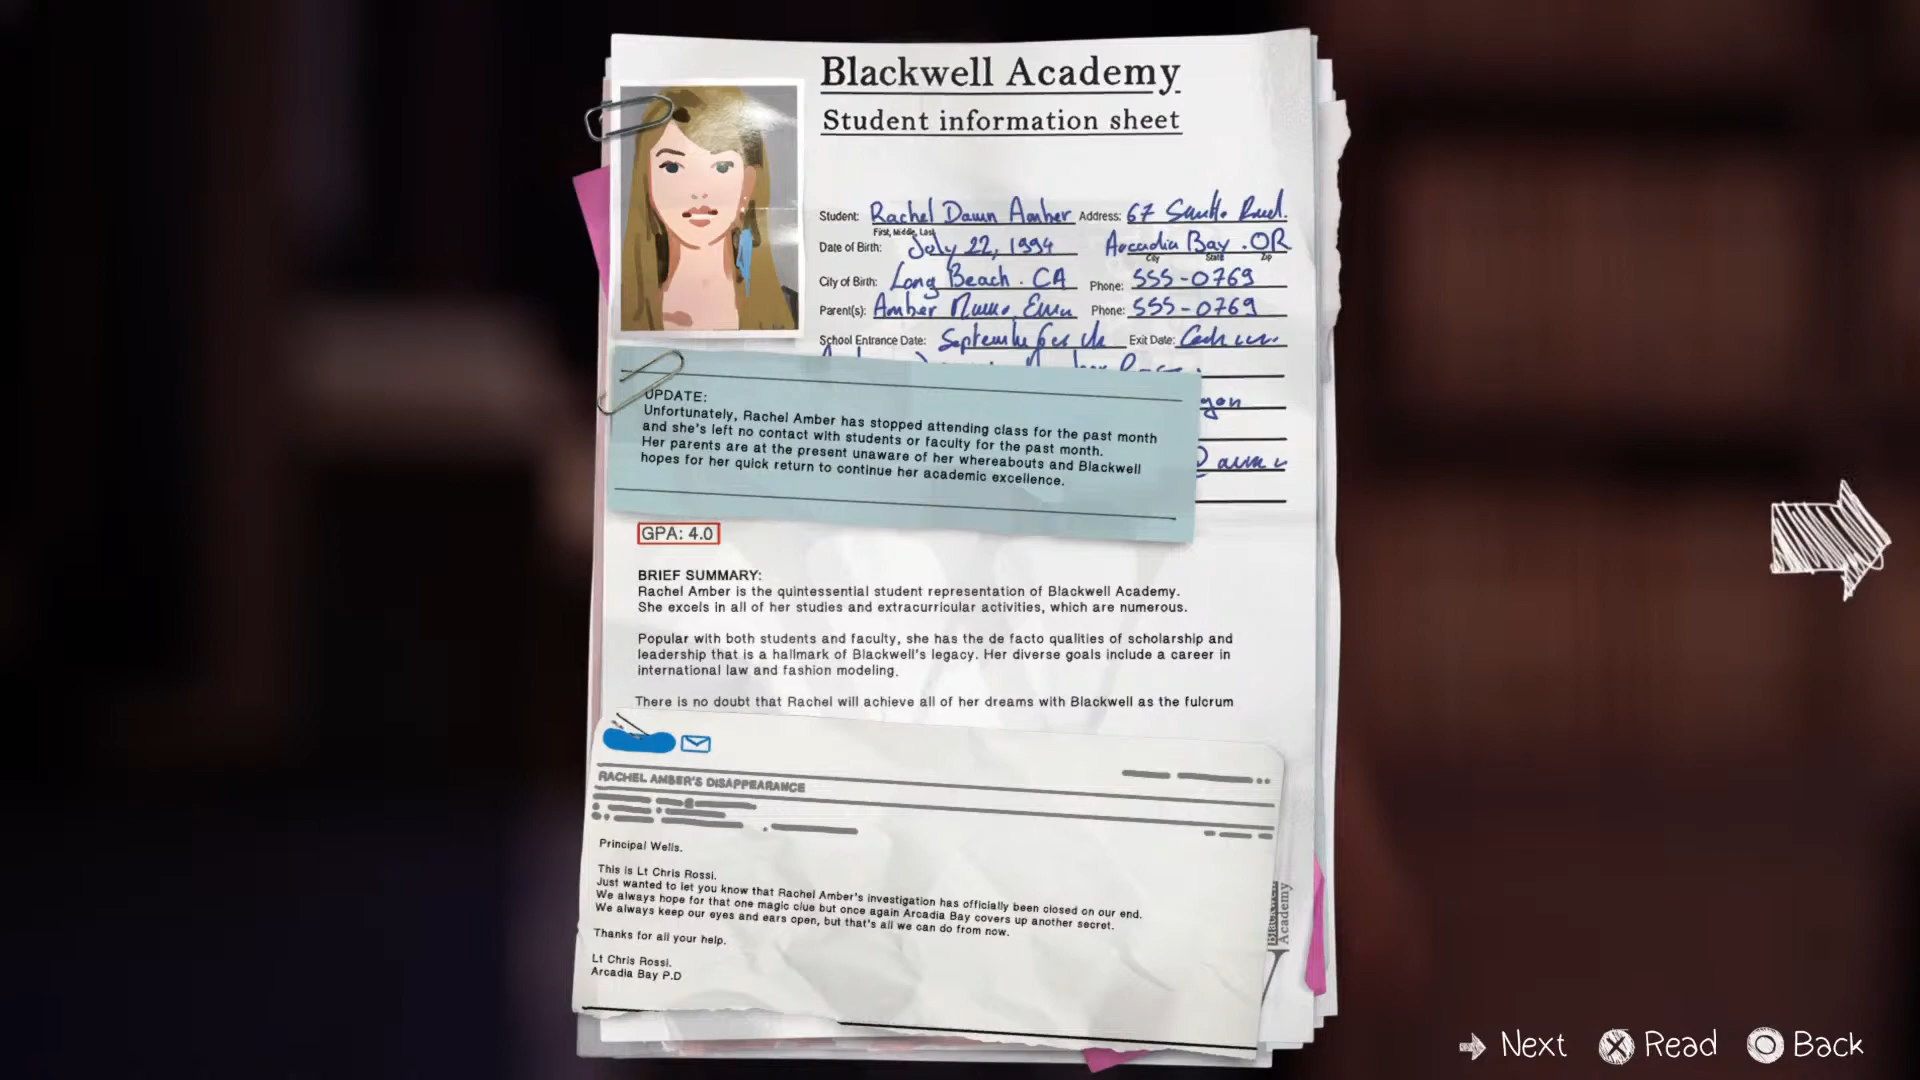 Blackwell Academy
Student information sheet
Student: Rachel Dawn Amber Address: 67
First, Middle, Last
Date of Birth: July 22, 1994 Arcadia Bay . OR
City State Zip
City of Birth: Long Beach . CA Phone: 555-0769
Parent(s): Amber Phone: 555-0769
School Entrance Date: Exit Date:
UPDATE:
Unfortunately, Rachel Amber has stopped attending class for the past month
and she's left no contact with students or faculty for the past month.
Her parents are at the present unaware of her whereabouts and Blackwell
hopes for her quick return to continue her academic excellence.
GPA: 4.0
BRIEF SUMMARY:
Rachel Amber is the quintessential student representation of Blackwell Academy.
She excels in all of her studies and extracurricular activities, which are numerous.
Popular with both students and faculty, she has the de facto qualities of scholarship and
leadership that is a hallmark of Blackwell's legacy. Her diverse goals include a career in
international law and fashion modeling.
There is no doubt that Rachel will achieve all of her dreams with Blackwell as the fulcrum
RACHEL AMBER'S DISAPPEARANCE
Principal Wells.
This is Lt Chris Rossi.
Just wanted to let you know that Rachel Amber's investigation has officially been closed on our end.
We always hope for that one magic clue but once again Arcadia Bay covers up another secret.
We always keep our eyes and ears open, but that's all we can do from now.
Thanks for all your help.
Lt Chris Rossi.
Arcadia Bay P.D
Blackwell
Academy
Next Read Back